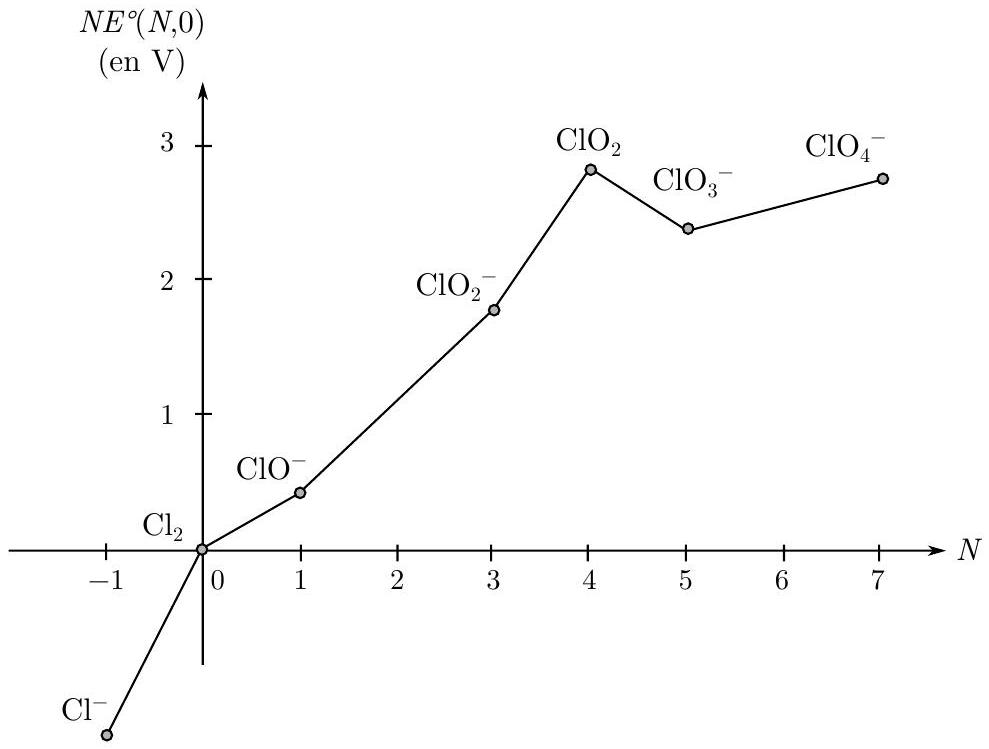 NE°(N,0)
(en V)
3
ClO₂
ClO₃⁻
ClO₄⁻
2
ClO₂⁻
1
ClO⁻
Cl₂
N
−1 0 1 2 3 4 5 6 7
Cl⁻